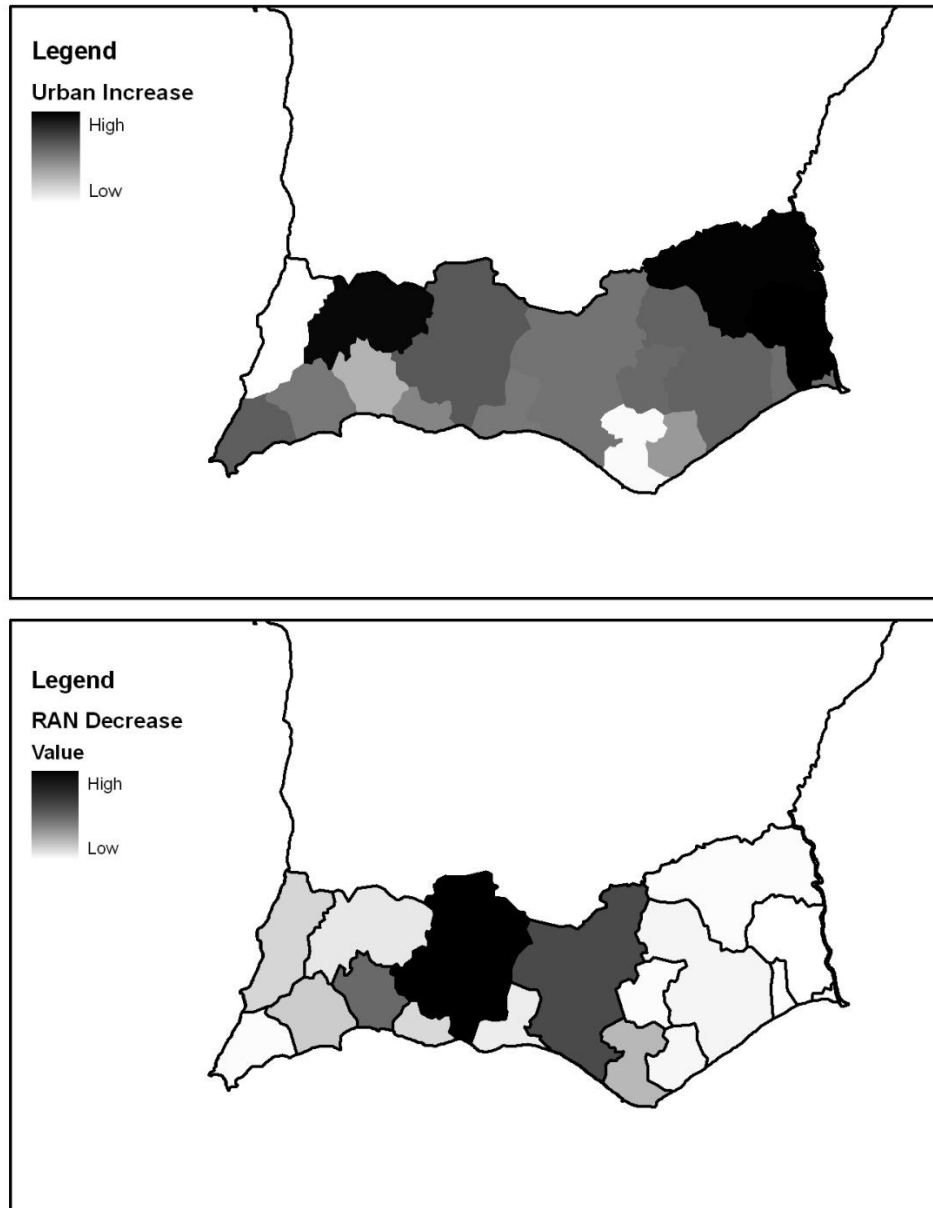 Legend
Urban Increase
High
Low
Legend
RAN Decrease
Value
High
Low